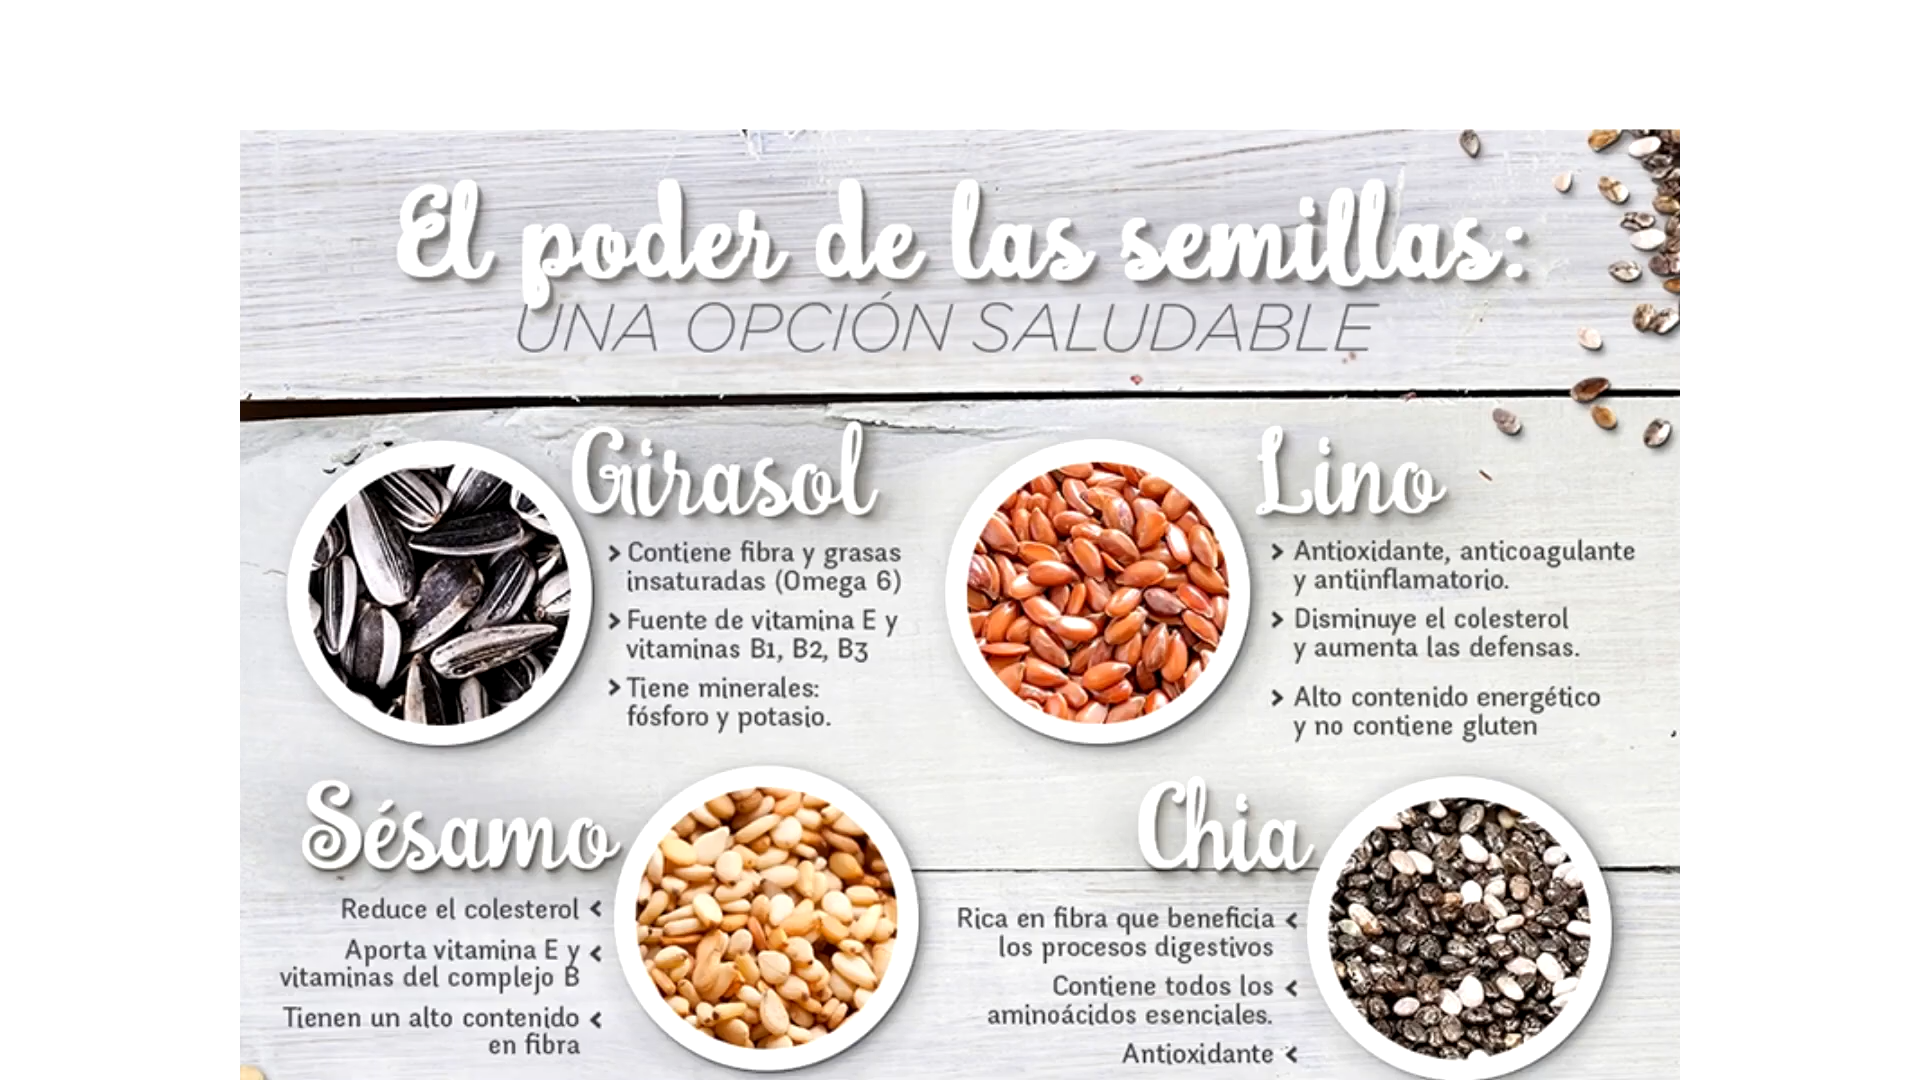 El poder de las semillas:
UNA OPCIÓN SALUDABLE
Girasol
> Contiene fibra y grasas
insaturadas (Omega 6)
> Fuente de vitamina E y
vitaminas B1, B2, B3
> Tiene minerales:
fósforo y potasio.
Lino
> Antioxidante, anticoagulante
y antiinflamatorio.
> Disminuye el colesterol
y aumenta las defensas.
> Alto contenido energético
y no contiene gluten
Sésamo
Reduce el colesterol <
Aporta vitamina E y <
vitaminas del complejo B
Tienen un alto contenido <
en fibra
Chia
Rica en fibra que beneficia <
los procesos digestivos
Contiene todos los <
aminoácidos esenciales.
Antioxidante <